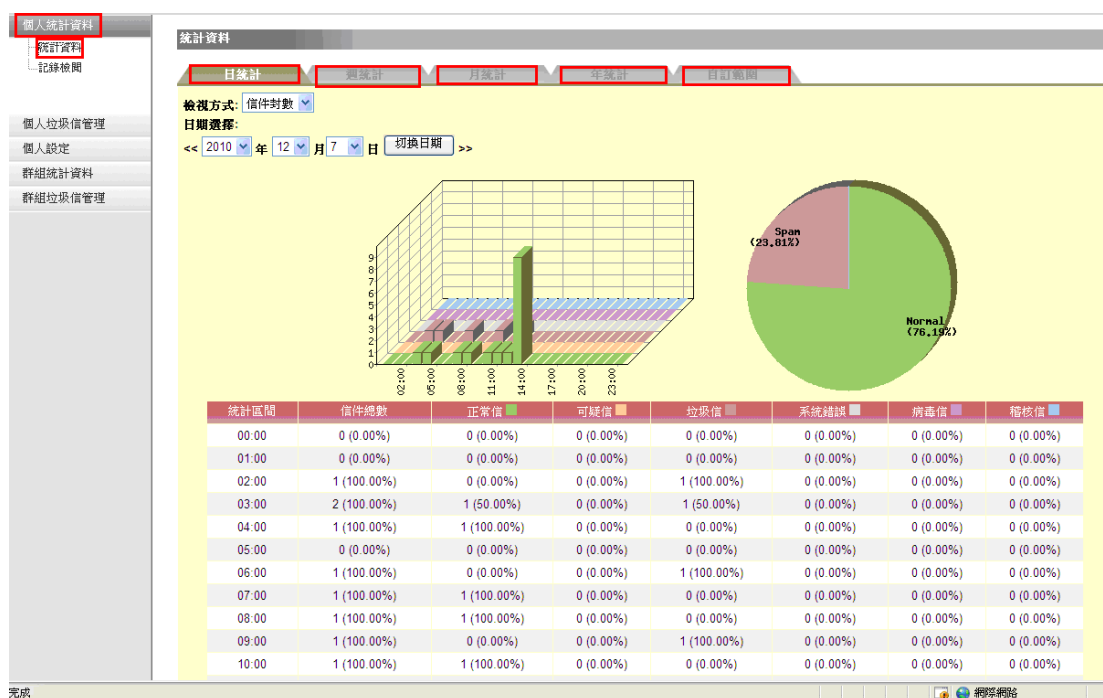 個人統計資料
統計資料
記錄檢閱
個人垃圾信管理
個人設定
群組統計資料
群組垃圾信管理
統計資料
日統計 週統計 月統計 年統計 自訂範圍
檢視方式: 信件封數
日期選擇:
<< 2010 年 12 月 7 日 切換日期 >>
9
8
7
6
5
4
3
2
1
0
02:00 05:00 08:00 11:00 14:00 17:00 20:00 23:00
Spam
(23.81%)
Normal
(76.19%)
統計區間 信件總數 正常信 可疑信 垃圾信 系統錯誤 病毒信 稽核信
00:00 0 (0.00%) 0 (0.00%) 0 (0.00%) 0 (0.00%) 0 (0.00%) 0 (0.00%) 0 (0.00%)
01:00 0 (0.00%) 0 (0.00%) 0 (0.00%) 0 (0.00%) 0 (0.00%) 0 (0.00%) 0 (0.00%)
02:00 1 (100.00%) 0 (0.00%) 0 (0.00%) 1 (100.00%) 0 (0.00%) 0 (0.00%) 0 (0.00%)
03:00 2 (100.00%) 1 (50.00%) 0 (0.00%) 1 (50.00%) 0 (0.00%) 0 (0.00%) 0 (0.00%)
04:00 1 (100.00%) 1 (100.00%) 0 (0.00%) 0 (0.00%) 0 (0.00%) 0 (0.00%) 0 (0.00%)
05:00 0 (0.00%) 0 (0.00%) 0 (0.00%) 0 (0.00%) 0 (0.00%) 0 (0.00%) 0 (0.00%)
06:00 1 (100.00%) 0 (0.00%) 0 (0.00%) 1 (100.00%) 0 (0.00%) 0 (0.00%) 0 (0.00%)
07:00 1 (100.00%) 1 (100.00%) 0 (0.00%) 0 (0.00%) 0 (0.00%) 0 (0.00%) 0 (0.00%)
08:00 1 (100.00%) 1 (100.00%) 0 (0.00%) 0 (0.00%) 0 (0.00%) 0 (0.00%) 0 (0.00%)
09:00 1 (100.00%) 0 (0.00%) 0 (0.00%) 1 (100.00%) 0 (0.00%) 0 (0.00%) 0 (0.00%)
10:00 1 (100.00%) 1 (100.00%) 0 (0.00%) 0 (0.00%) 0 (0.00%) 0 (0.00%) 0 (0.00%)
完成 網際網路